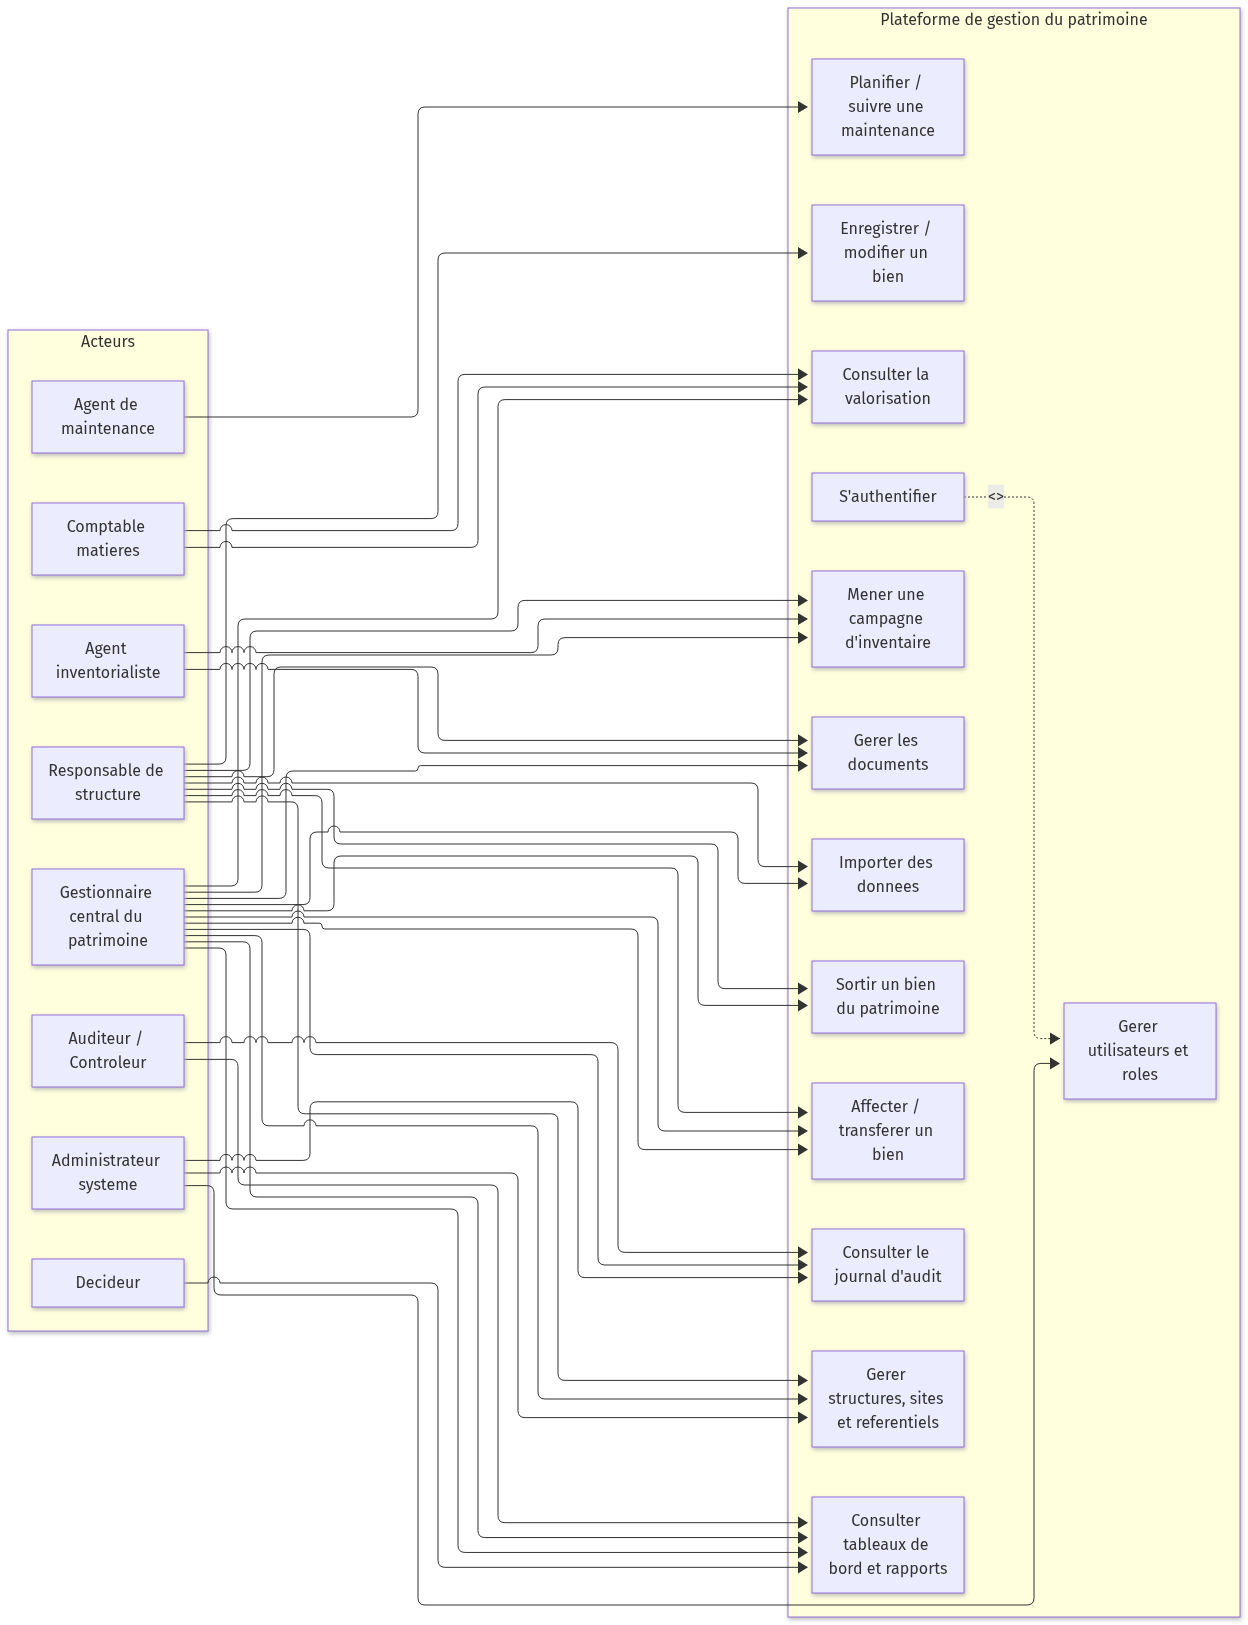 Plateforme de gestion du patrimoine
Planifier /
suivre une
maintenance
Enregistrer /
modifier un
bien
Acteurs
Consulter la
valorisation
Agent de
maintenance
S'authentifier
<>
Comptable
matieres
Mener une
campagne
d'inventaire
Agent
inventorialiste
Gerer les
documents
Responsable de
structure
Importer des
donnees
Gestionnaire
central du
patrimoine
Sortir un bien
du patrimoine
Gerer
utilisateurs et
roles
Auditeur /
Controleur
Affecter /
transferer un
bien
Administrateur
systeme
Consulter le
journal d'audit
Decideur
Gerer
structures, sites
et referentiels
Consulter
tableaux de
bord et rapports